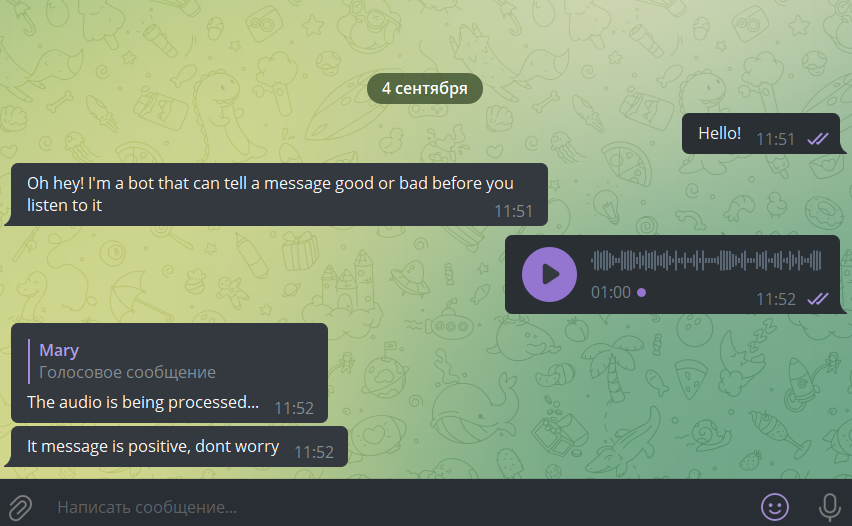 4 сентября
Hello! 11:51
Oh hey! I'm a bot that can tell a message good or bad before you
listen to it
11:51
01:00
11:52
Mary
Голосовое сообщение
The audio is being processed... 11:52
It message is positive, dont worry 11:52
Написать сообщение...